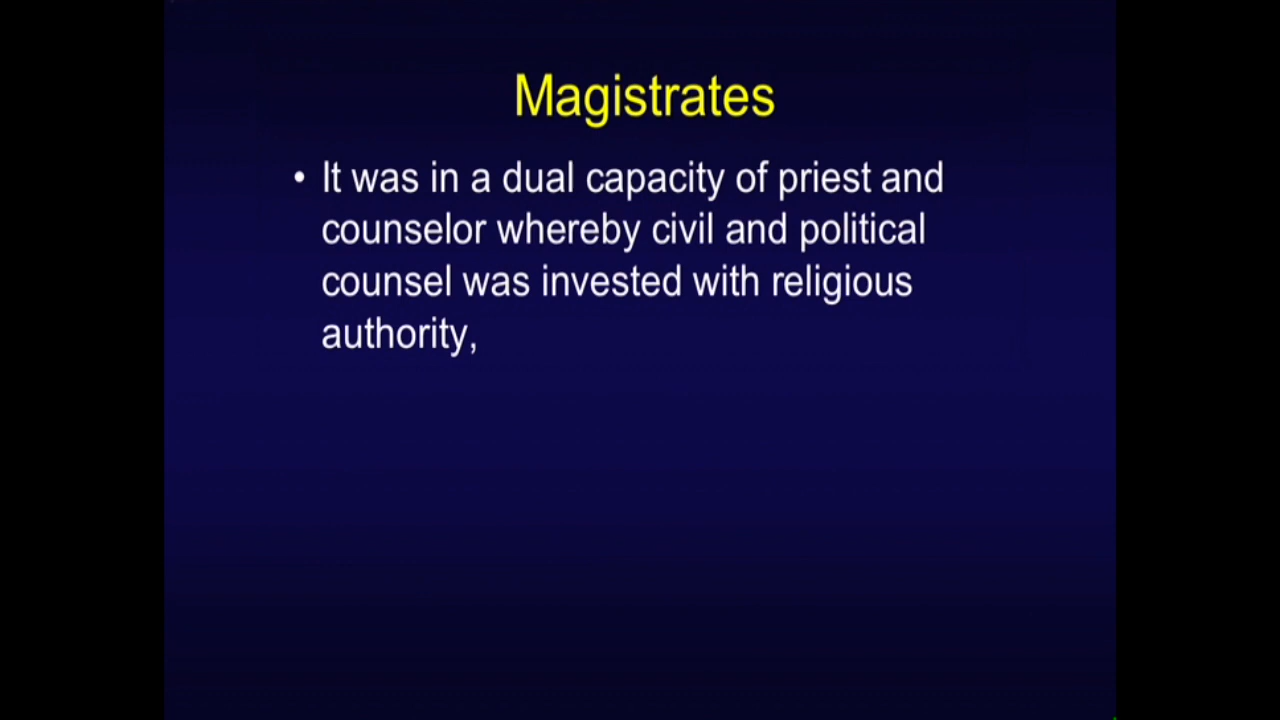 Magistrates
• It was in a dual capacity of priest and
counselor whereby civil and political
counsel was invested with religious
authority,